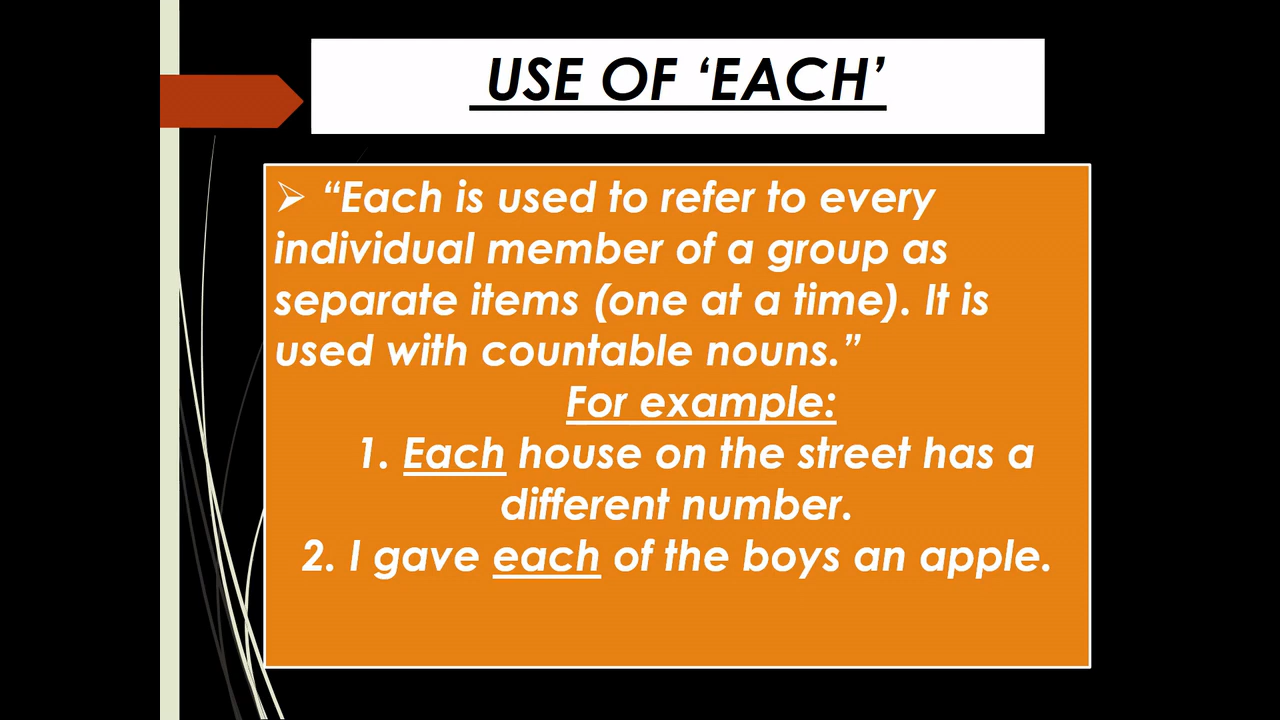 USE OF ‘EACH’
➢ “Each is used to refer to every
individual member of a group as
separate items (one at a time). It is
used with countable nouns.”
For example:
1. Each house on the street has a
different number.
2. I gave each of the boys an apple.